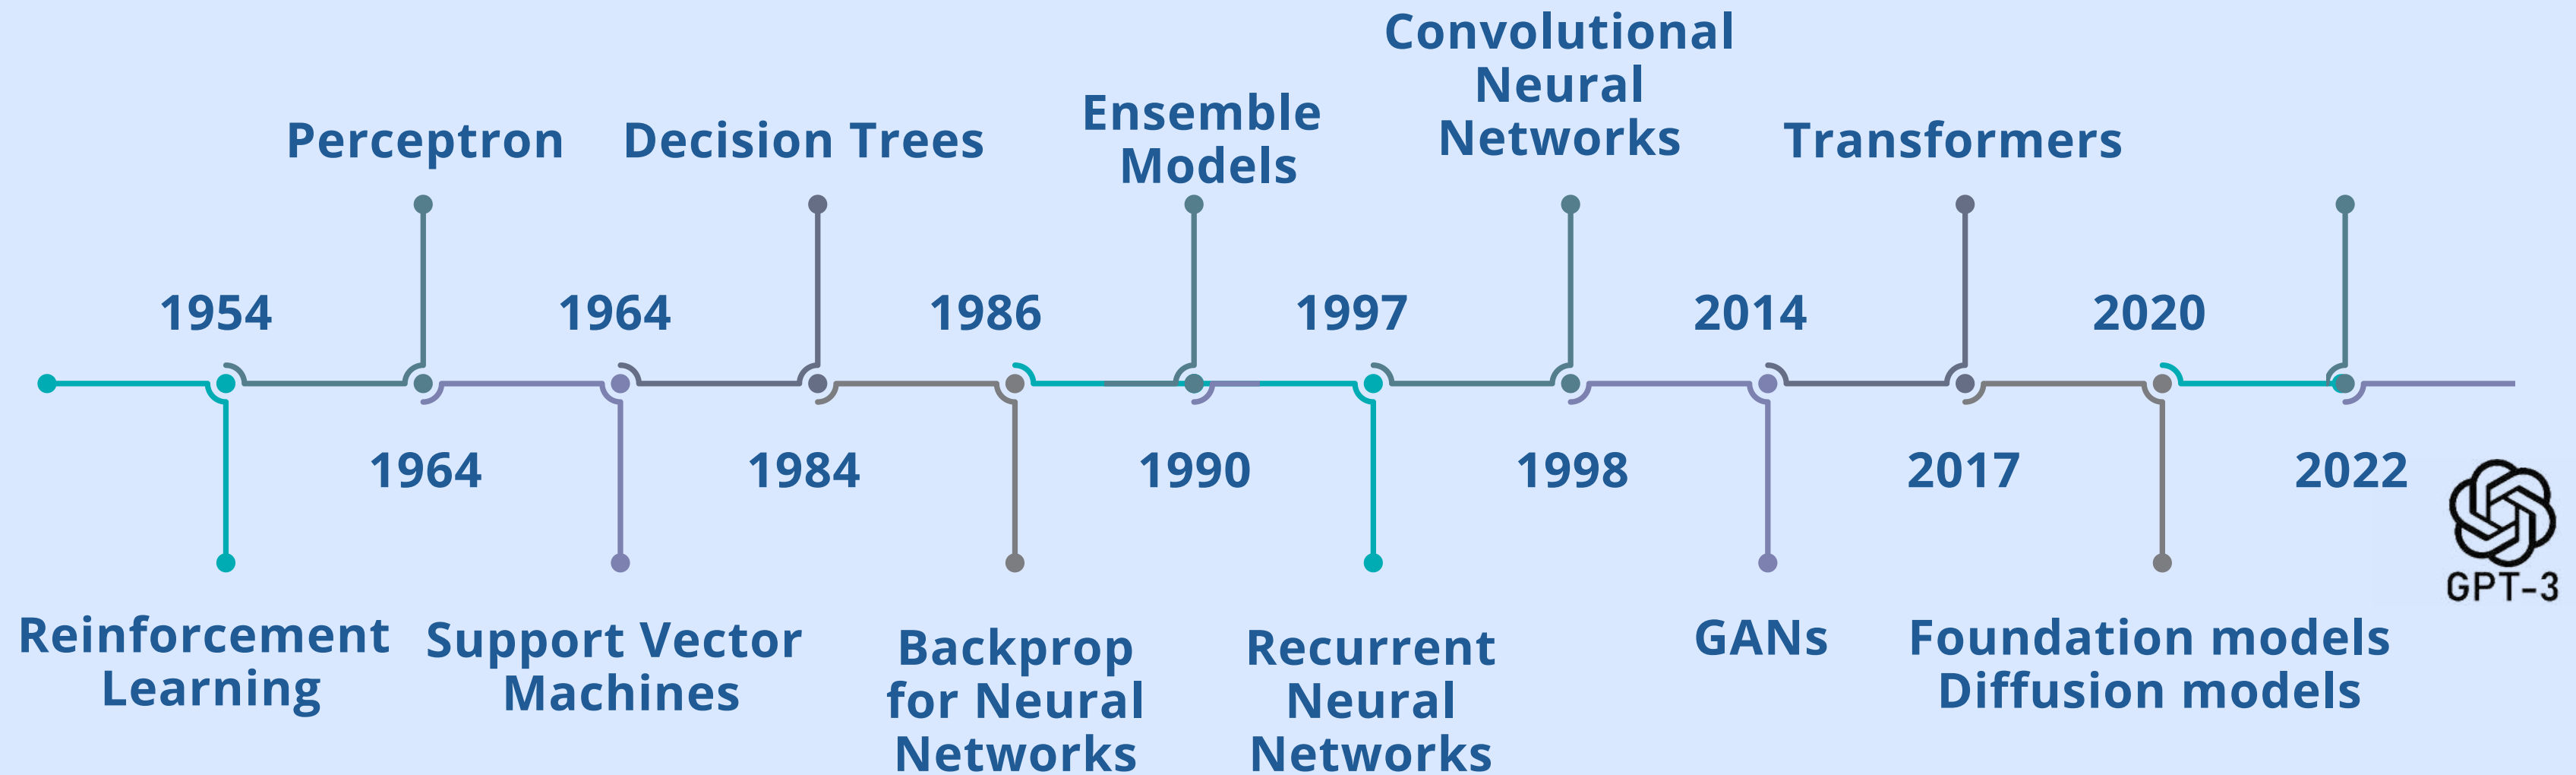 Convolutional
Neural
Networks
Ensemble
Models
Perceptron
Decision Trees
Transformers
1954
1964
1986
1997
2014
2020
1964
1984
1990
1998
2017
2022
GPT-3
Reinforcement
Learning
Support Vector
Machines
Backprop
for Neural
Networks
Recurrent
Neural
Networks
GANs
Foundation models
Diffusion models